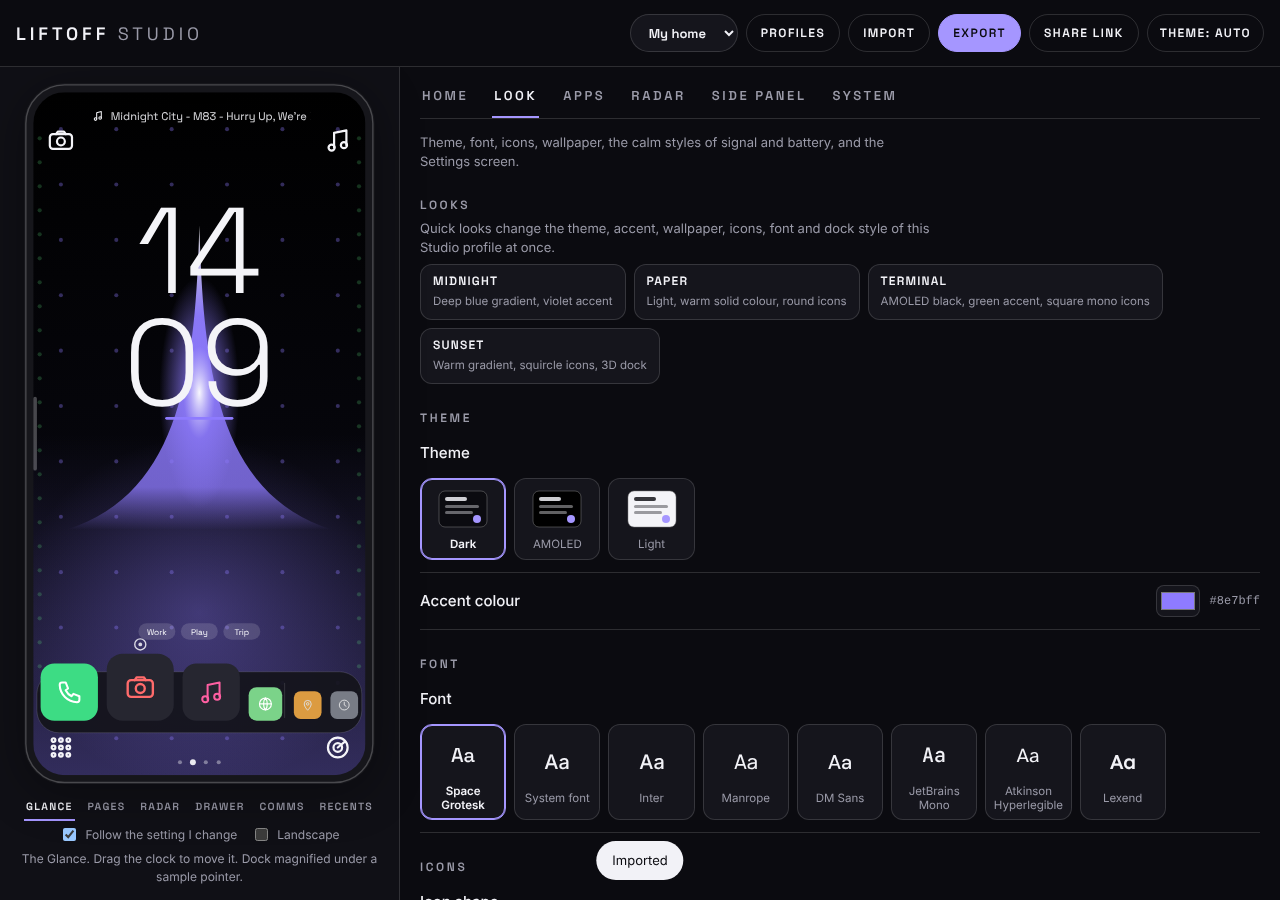 LIFTOFF STUDIO
My home
PROFILES
IMPORT
EXPORT
SHARE LINK
THEME: AUTO
Midnight City - M83 - Hurry Up, We're
14
09
Work
Play
Trip
GLANCE
PAGES
RADAR
DRAWER
COMMS
RECENTS
Follow the setting I change
Landscape
The Glance. Drag the clock to move it. Dock magnified under a
sample pointer.
HOME
LOOK
APPS
RADAR
SIDE PANEL
SYSTEM
Theme, font, icons, wallpaper, the calm styles of signal and battery, and the
Settings screen.
LOOKS
Quick looks change the theme, accent, wallpaper, icons, font and dock style of this
Studio profile at once.
MIDNIGHT
Deep blue gradient, violet accent
PAPER
Light, warm solid colour, round icons
TERMINAL
AMOLED black, green accent, square mono icons
SUNSET
Warm gradient, squircle icons, 3D dock
THEME
Theme
Dark
AMOLED
Light
Accent colour
#8e7bff
FONT
Font
Aa
Space
Grotesk
Aa
System font
Aa
Inter
Aa
Manrope
Aa
DM Sans
Aa
JetBrains
Mono
Aa
Atkinson
Hyperlegible
Aa
Lexend
ICONS
Imported